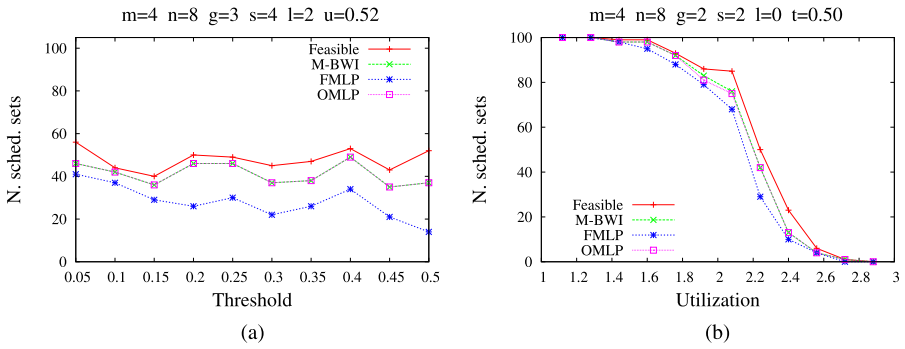 m=4 n=8 g=3 s=4 l=2 u=0.52
N. sched. sets
100
80
60
40
20
0
Feasible
M-BWI
FMLP
OMLP
0.05 0.1 0.15 0.2 0.25 0.3 0.35 0.4 0.45 0.5
Threshold
(a)
m=4 n=8 g=2 s=2 l=0 t=0.50
N. sched. sets
100
80
60
40
20
0
Feasible
M-BWI
FMLP
OMLP
1 1.2 1.4 1.6 1.8 2 2.2 2.4 2.6 2.8 3
Utilization
(b)